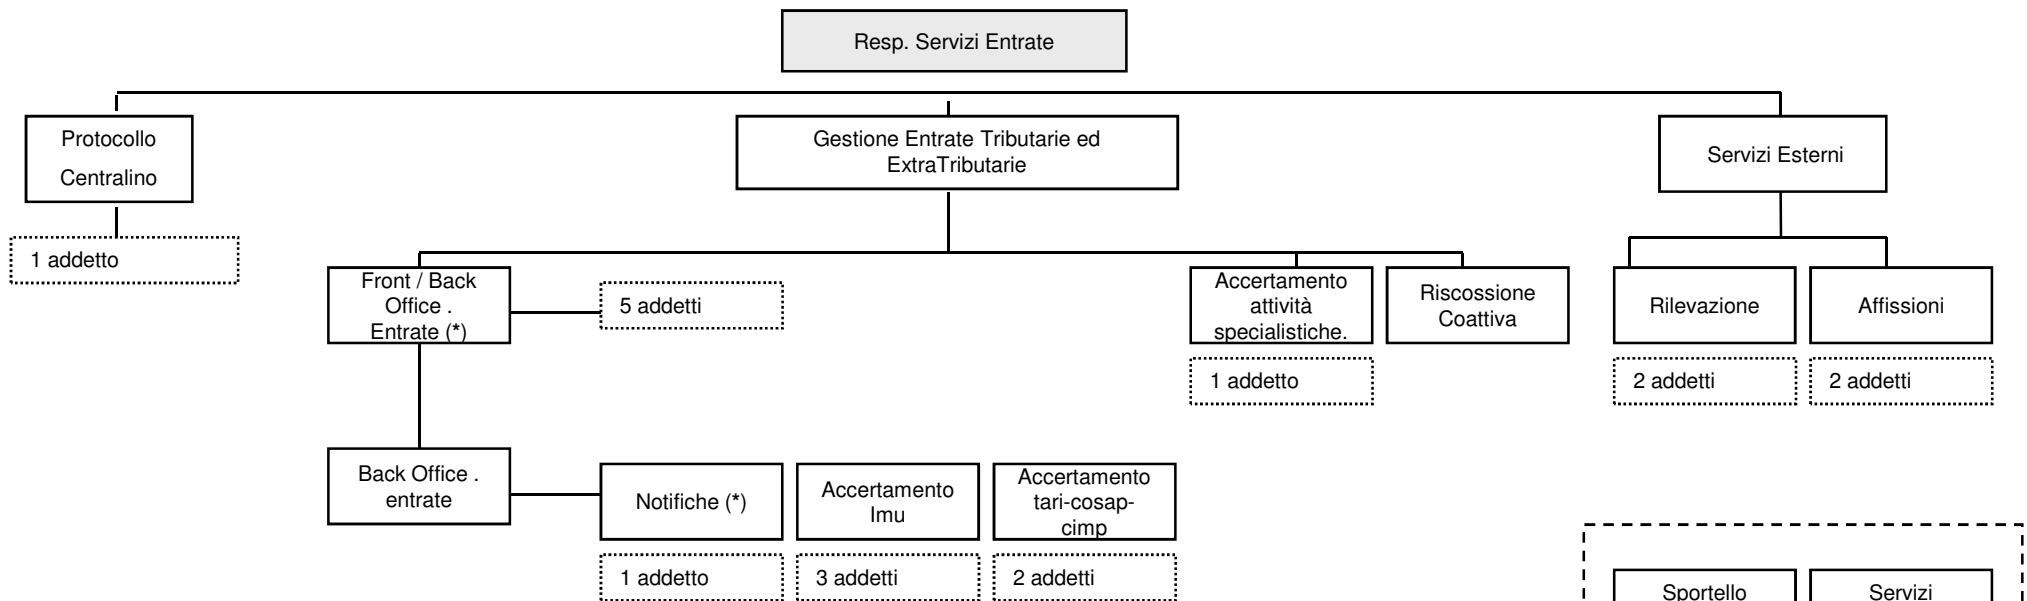 Resp. Servizi Entrate
Protocollo
Centralino
Gestione Entrate Tributarie ed
ExtraTributarie
Servizi Esterni
1 addetto
Front / Back
Office .
Entrate (*)
5 addetti
Accertamento
attività
specialistiche.
Riscossione
Coattiva
Rilevazione
Affissioni
1 addetto
2 addetti
2 addetti
Back Office .
entrate
Notifiche (*)
Accertamento
Imu
Accertamento
tari-cosap-
cimp
1 addetto
3 addetti
2 addetti
Sportello
Servizi